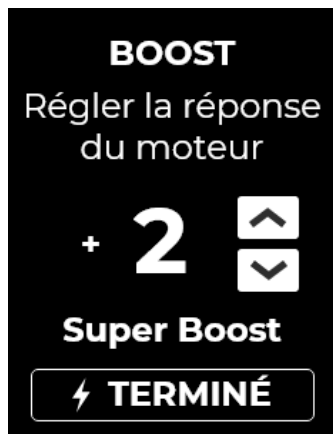 BOOST
Régler la réponse
du moteur
+ 2
Super Boost
TERMINÉ